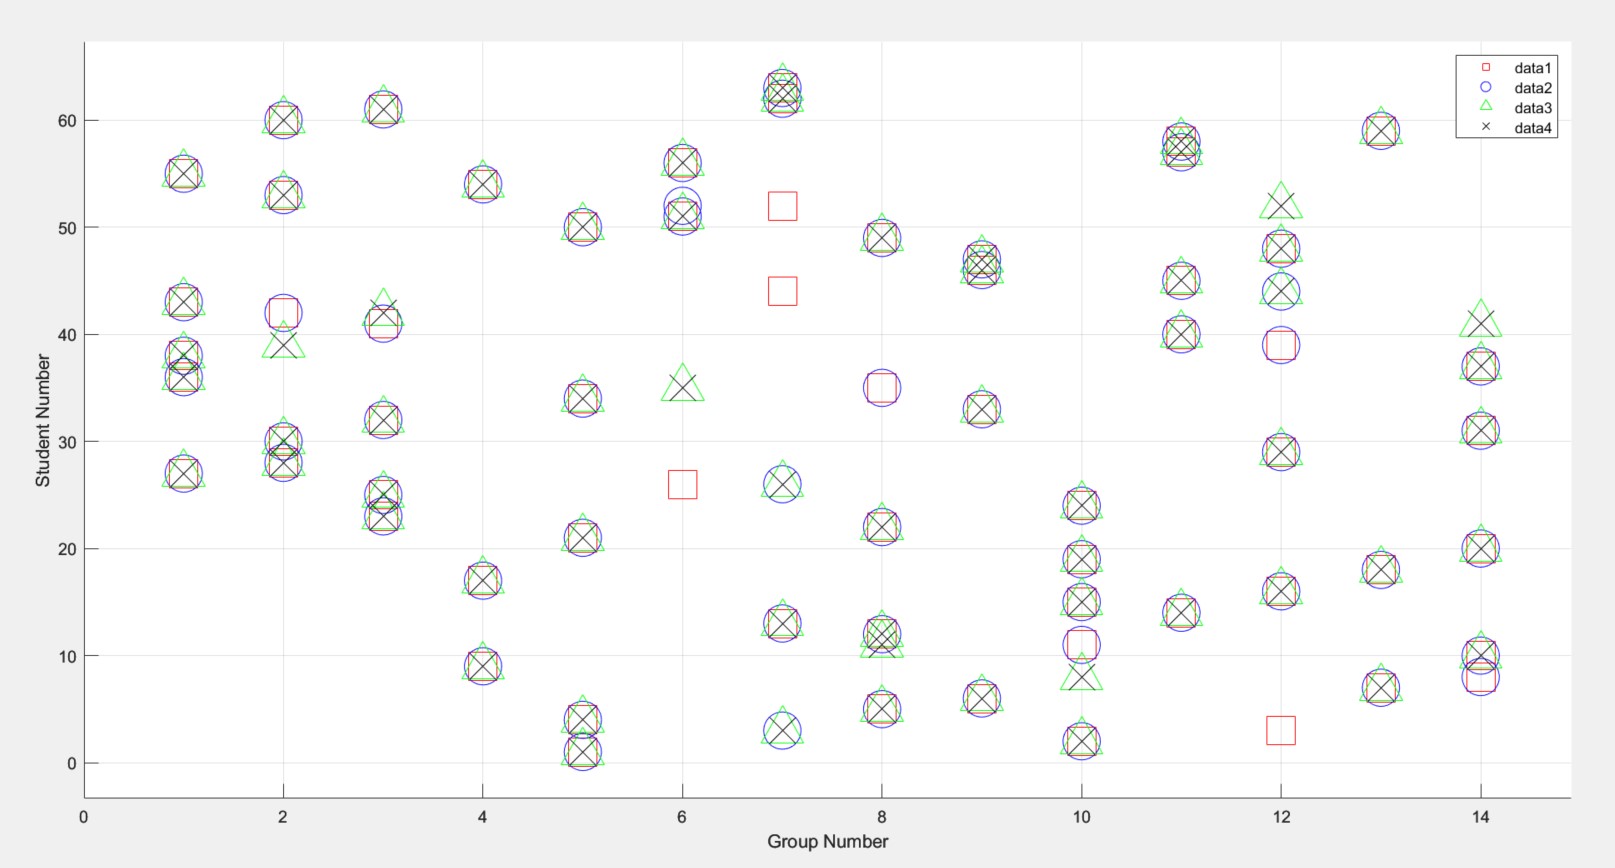 data1
data2
data3
data4
60
50
40
30
20
10
0
Student Number
0 2 4 6 8 10 12 14
Group Number